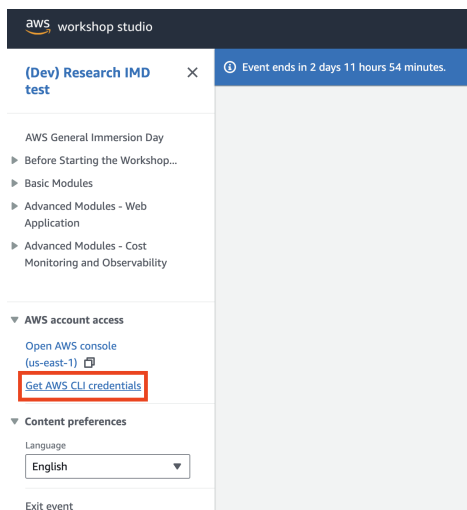 aws workshop studio
(Dev) Research IMD
test
Event ends in 2 days 11 hours 54 minutes.
AWS General Immersion Day
Before Starting the Workshop...
Basic Modules
Advanced Modules - Web
Application
Advanced Modules - Cost
Monitoring and Observability
AWS account access
Open AWS console
(us-east-1)
Get AWS CLI credentials
Content preferences
Language
English
Exit event